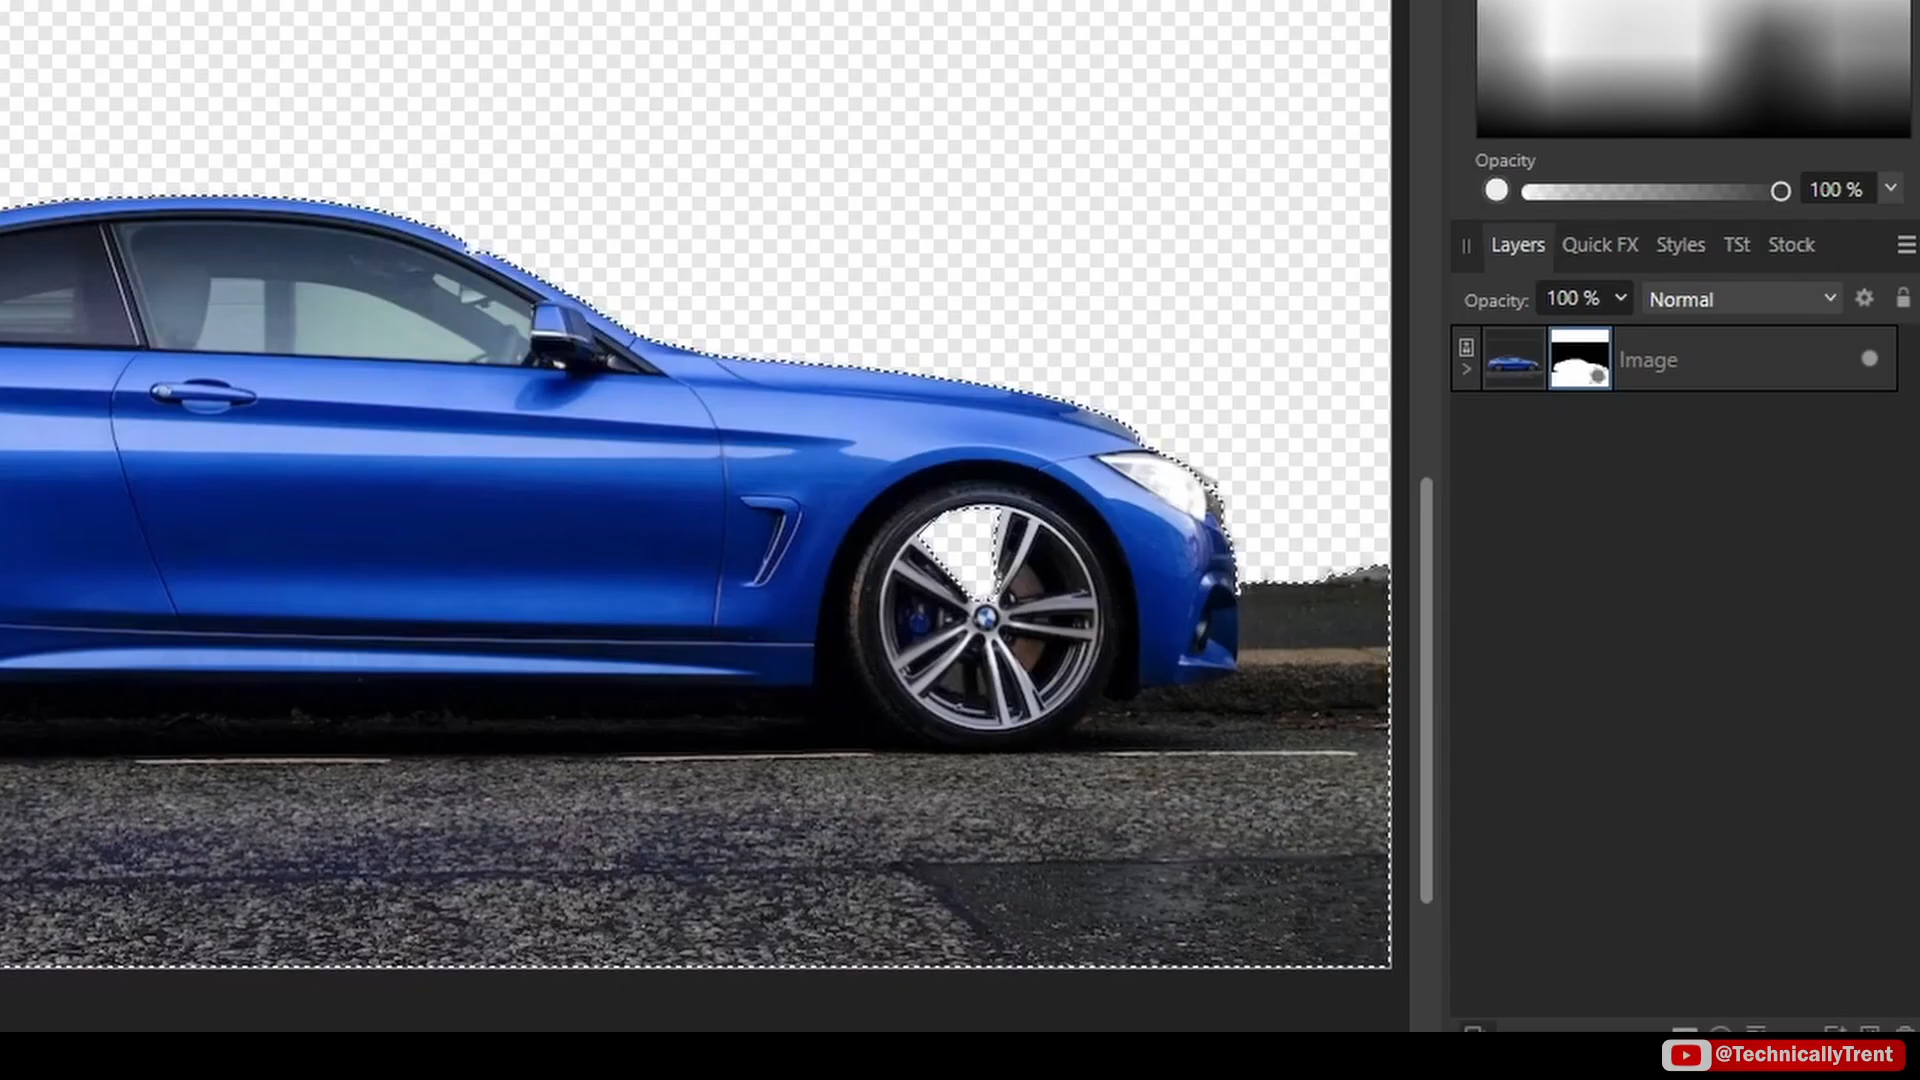 Opacity
100 %
Layers Quick FX Styles TSt Stock
Opacity: 100 % Normal
Image
@TechnicallyTrent